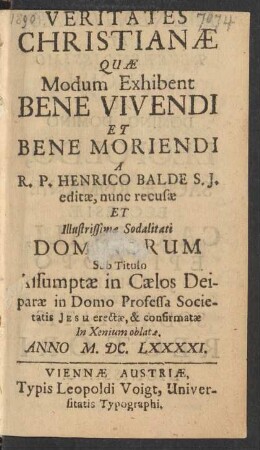 1890 7074
VERITATES
CHRISTIANÆ
QUÆ
Modum Exhibent
BENE VIVENDI
ET
BENE MORIENDI
A
R. P. HENRICO BALDE S. J.
editæ, nunc recusæ
ET
Illustrissimæ Sodalitati
Sub Titulo
in Cælos Dei-
paræ in Domo Professa Socie-
tatis JESU erectæ, & confirmatæ
In Xenium oblatæ.
ANNO M. DC. LXXXXI.
VIENNÆ AUSTRIÆ,
Typis Leopoldi Voigt, Univer-
sitatis Typographi.